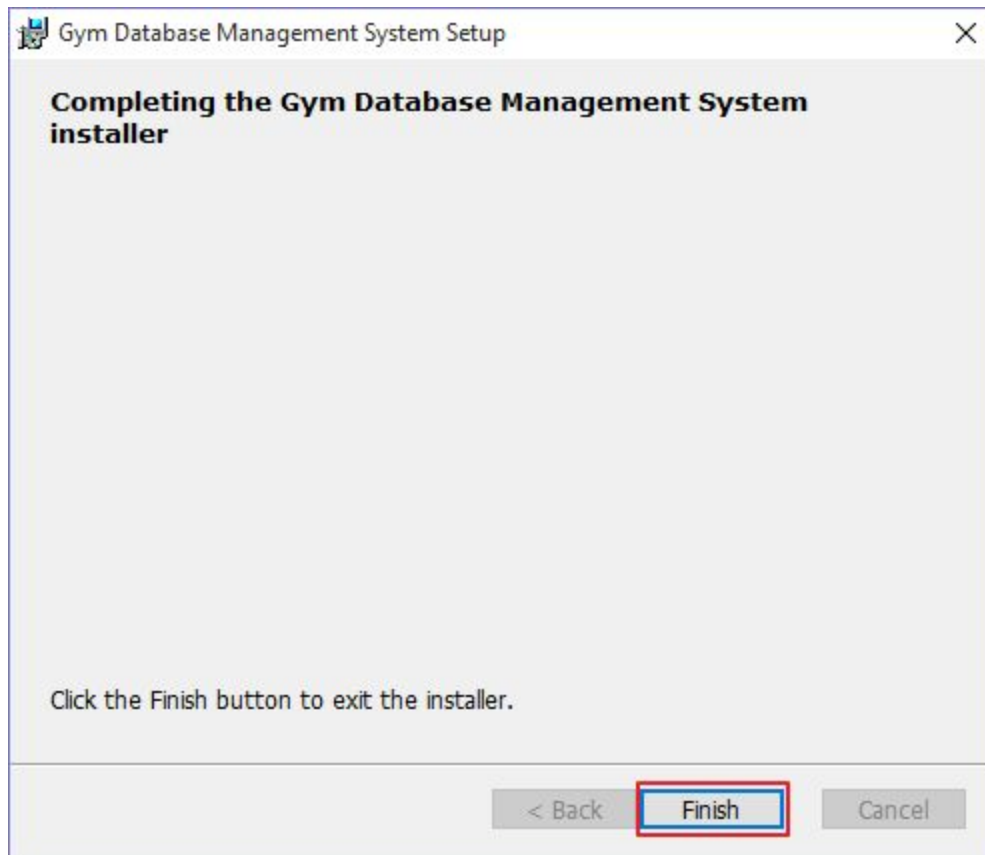 Gym Database Management System Setup
Completing the Gym Database Management System
installer
Click the Finish button to exit the installer.
< Back Finish Cancel